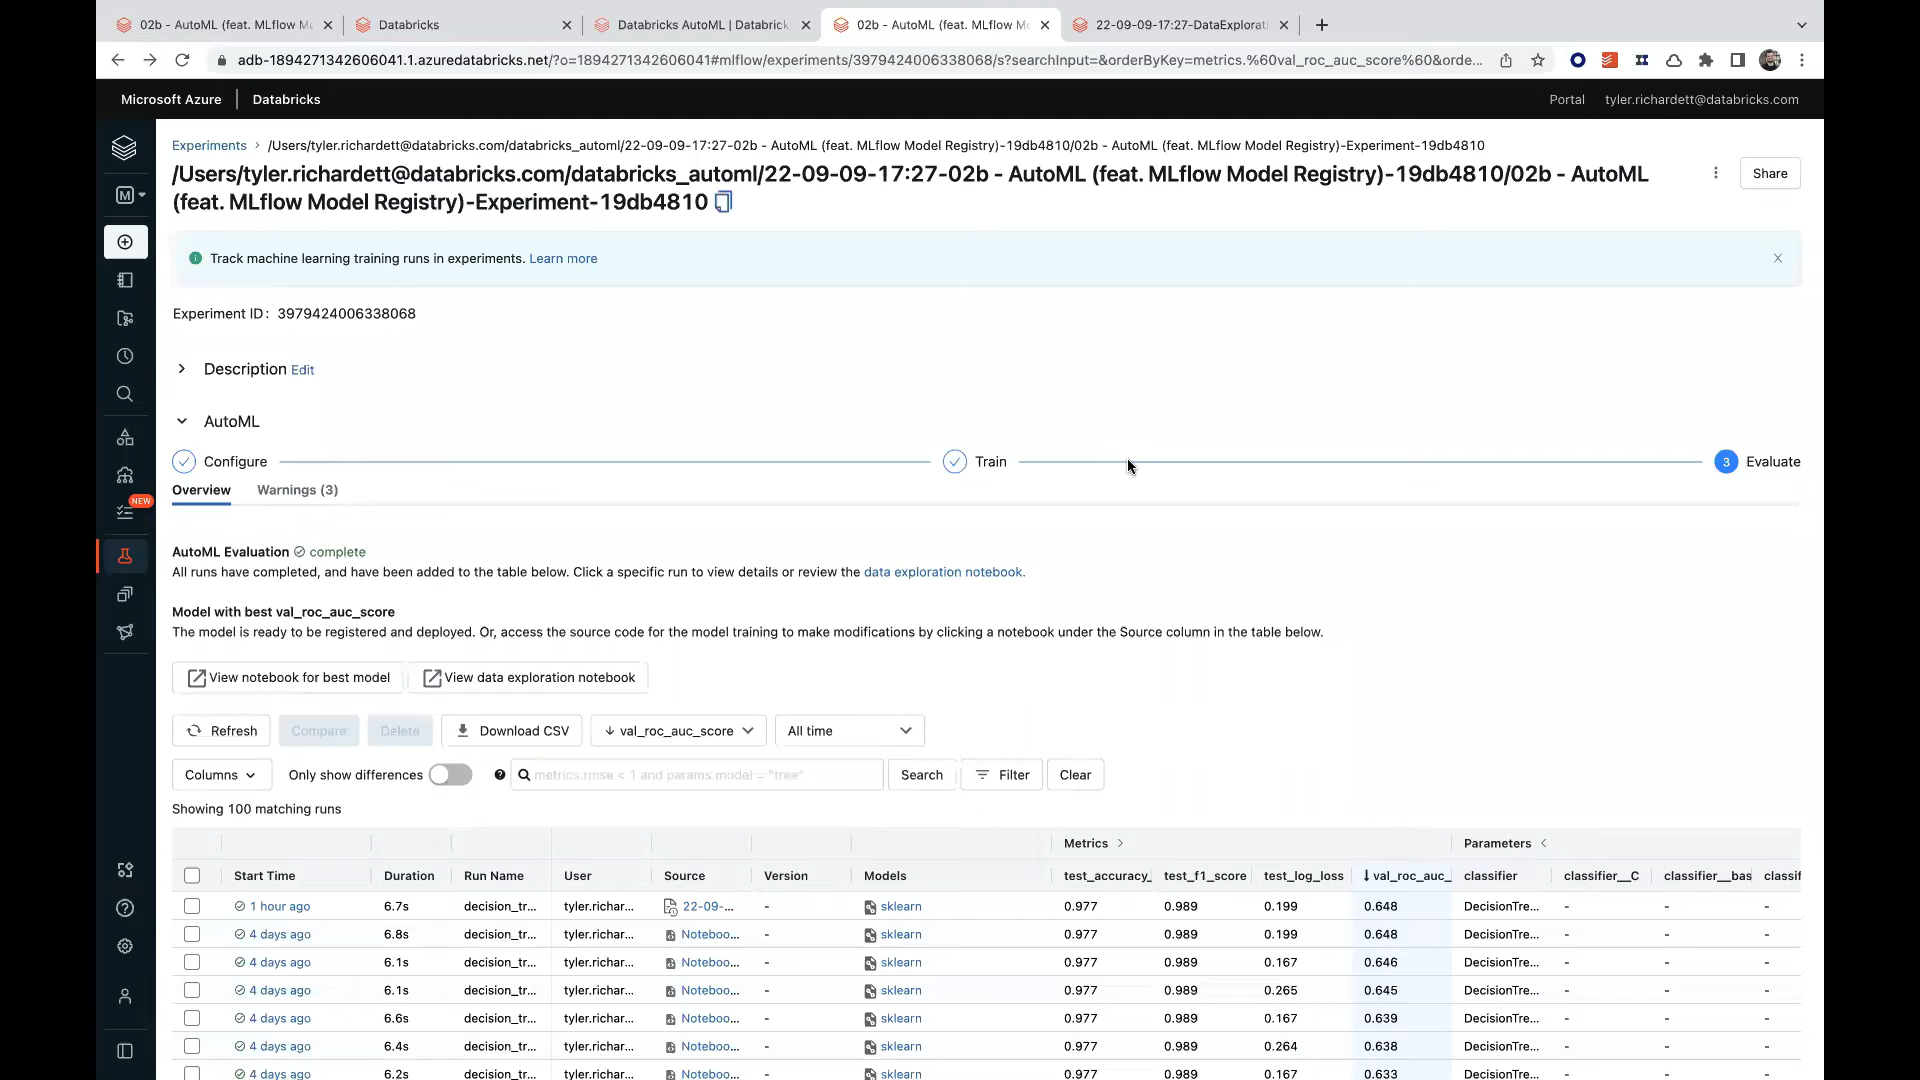 02b - AutoML (feat. MLflow M
Databricks
Databricks AutoML | Databrick
02b - AutoML (feat. MLflow M
22-09-09-17:27-DataExplorati
adb-1894271342606041.1.azuredatabricks.net/?o=1894271342606041#mlflow/experiments/3979424006338068/s?searchInput=&orderByKey=metrics.%60val_roc_auc_score%60&orde...
Microsoft Azure
Databricks
Portal
tyler.richardett@databricks.com
Experiments > /Users/tyler.richardett@databricks.com/databricks_automl/22-09-09-17:27-02b - AutoML (feat. MLflow Model Registry)-19db4810/02b - AutoML (feat. MLflow Model Registry)-Experiment-19db4810
/Users/tyler.richardett@databricks.com/databricks_automl/22-09-09-17:27-02b - AutoML (feat. MLflow Model Registry)-19db4810/02b - AutoML
(feat. MLflow Model Registry)-Experiment-19db4810
Share
M
Track machine learning training runs in experiments. Learn more
Experiment ID: 3979424006338068
Description Edit
AutoML
Configure
Train
3 Evaluate
NEW
Overview
Warnings (3)
AutoML Evaluation complete
All runs have completed, and have been added to the table below. Click a specific run to view details or review the data exploration notebook.
Model with best val_roc_auc_score
The model is ready to be registered and deployed. Or, access the source code for the model training to make modifications by clicking a notebook under the Source column in the table below.
View notebook for best model
View data exploration notebook
Refresh
Compare
Delete
Download CSV
↓ val_roc_auc_score
All time
Columns
Only show differences
metrics.rmse < 1 and params.model = "tree"
Search
Filter
Clear
Showing 100 matching runs
Metrics >
Parameters <
Start Time Duration Run Name User Source Version Models test_accuracy_ test_f1_score test_log_loss ↓ val_roc_auc_ classifier classifier__C classifier__bas classif
1 hour ago 6.7s decision_tr... tyler.richar... 22-09-... - sklearn 0.977 0.989 0.199 0.648 DecisionTre... - - -
4 days ago 6.8s decision_tr... tyler.richar... Noteboo... - sklearn 0.977 0.989 0.199 0.648 DecisionTre... - - -
4 days ago 6.1s decision_tr... tyler.richar... Noteboo... - sklearn 0.977 0.989 0.167 0.646 DecisionTre... - - -
4 days ago 6.1s decision_tr... tyler.richar... Noteboo... - sklearn 0.977 0.989 0.265 0.645 DecisionTre... - - -
4 days ago 6.6s decision_tr... tyler.richar... Noteboo... - sklearn 0.977 0.989 0.167 0.639 DecisionTre... - - -
4 days ago 6.4s decision_tr... tyler.richar... Noteboo... - sklearn 0.977 0.989 0.264 0.638 DecisionTre... - - -
4 days ago 6.2s decision_tr... tyler.richar... Noteboo... - sklearn 0.977 0.989 0.167 0.633 DecisionTre... - - -